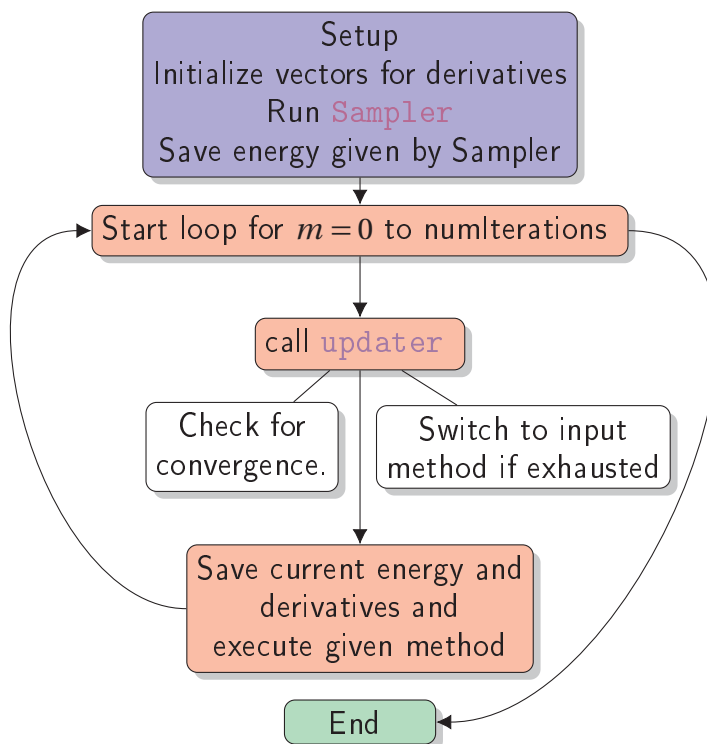 Setup
Initialize vectors for derivatives
Run Sampler
Save energy given by Sampler
Start loop for m = 0 to numIterations
call updater
Check for
convergence.
Switch to input
method if exhausted
Save current energy and
derivatives and
execute given method
End